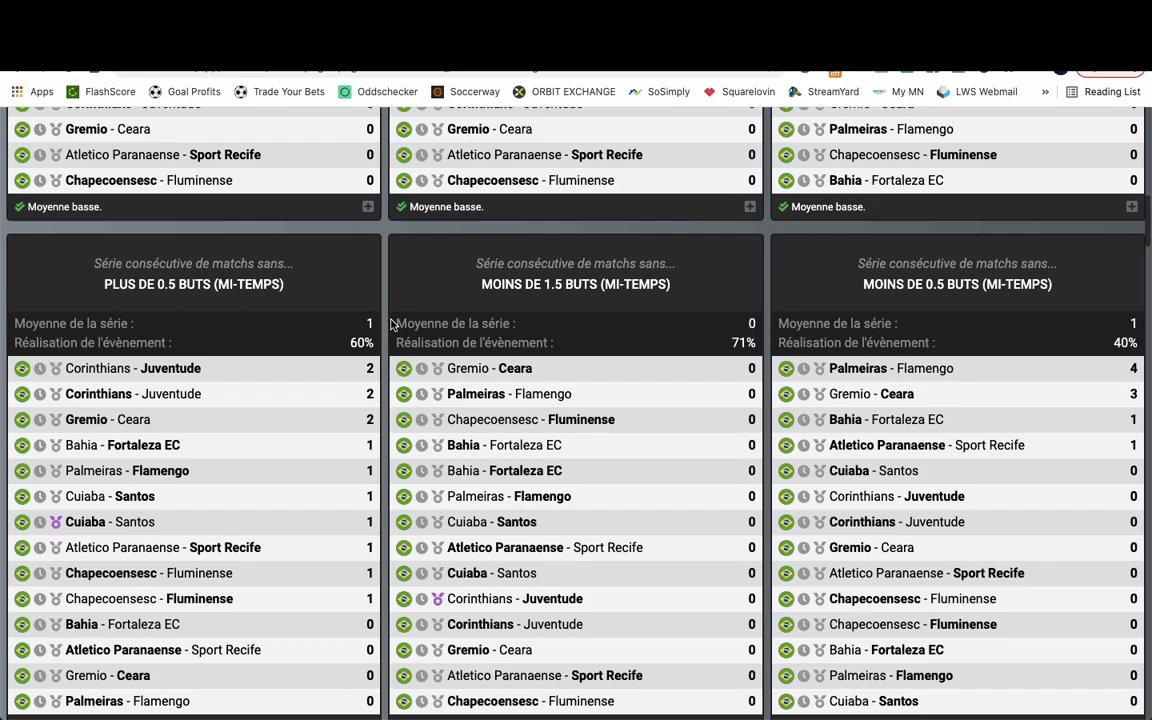 Apps FlashScore Goal Profits Trade Your Bets Oddschecker Soccerway ORBIT EXCHANGE SoSimply Squarelovin StreamYard My MN LWS Webmail » Reading List
Gremio - Ceara 0
Atletico Paranaense - Sport Recife 0
Chapecoensesc - Fluminense 0
Moyenne basse.
Gremio - Ceara 0
Atletico Paranaense - Sport Recife 0
Chapecoensesc - Fluminense 0
Moyenne basse.
Palmeiras - Flamengo 0
Chapecoensesc - Fluminense 0
Bahia - Fortaleza EC 0
Moyenne basse.
Série consécutive de matchs sans...
PLUS DE 0.5 BUTS (MI-TEMPS)
Moyenne de la série : 1
Réalisation de l'évènement : 60%
Corinthians - Juventude 2
Corinthians - Juventude 2
Gremio - Ceara 2
Bahia - Fortaleza EC 1
Palmeiras - Flamengo 1
Cuiaba - Santos 1
Cuiaba - Santos 1
Atletico Paranaense - Sport Recife 1
Chapecoensesc - Fluminense 1
Chapecoensesc - Fluminense 1
Bahia - Fortaleza EC 0
Atletico Paranaense - Sport Recife 0
Gremio - Ceara 0
Palmeiras - Flamengo 0
Série consécutive de matchs sans...
MOINS DE 1.5 BUTS (MI-TEMPS)
Moyenne de la série : 0
Réalisation de l'évènement : 71%
Gremio - Ceara 0
Palmeiras - Flamengo 0
Chapecoensesc - Fluminense 0
Bahia - Fortaleza EC 0
Bahia - Fortaleza EC 0
Palmeiras - Flamengo 0
Cuiaba - Santos 0
Atletico Paranaense - Sport Recife 0
Cuiaba - Santos 0
Corinthians - Juventude 0
Corinthians - Juventude 0
Gremio - Ceara 0
Atletico Paranaense - Sport Recife 0
Chapecoensesc - Fluminense 0
Série consécutive de matchs sans...
MOINS DE 0.5 BUTS (MI-TEMPS)
Moyenne de la série : 1
Réalisation de l'évènement : 40%
Palmeiras - Flamengo 4
Gremio - Ceara 3
Bahia - Fortaleza EC 1
Atletico Paranaense - Sport Recife 1
Cuiaba - Santos 0
Corinthians - Juventude 0
Corinthians - Juventude 0
Gremio - Ceara 0
Atletico Paranaense - Sport Recife 0
Chapecoensesc - Fluminense 0
Chapecoensesc - Fluminense 0
Bahia - Fortaleza EC 0
Palmeiras - Flamengo 0
Cuiaba - Santos 0